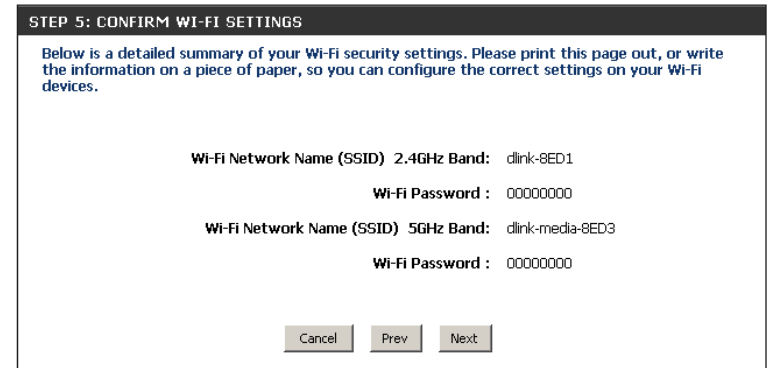 STEP 5: CONFIRM WI-FI SETTINGS
Below is a detailed summary of your Wi-Fi security settings. Please print this page out, or write
the information on a piece of paper, so you can configure the correct settings on your Wi-Fi
devices.
Wi-Fi Network Name (SSID) 2.4GHz Band: dlink-8ED1
Wi-Fi Password : 00000000
Wi-Fi Network Name (SSID) 5GHz Band: dlink-media-8ED3
Wi-Fi Password : 00000000
Cancel Prev Next